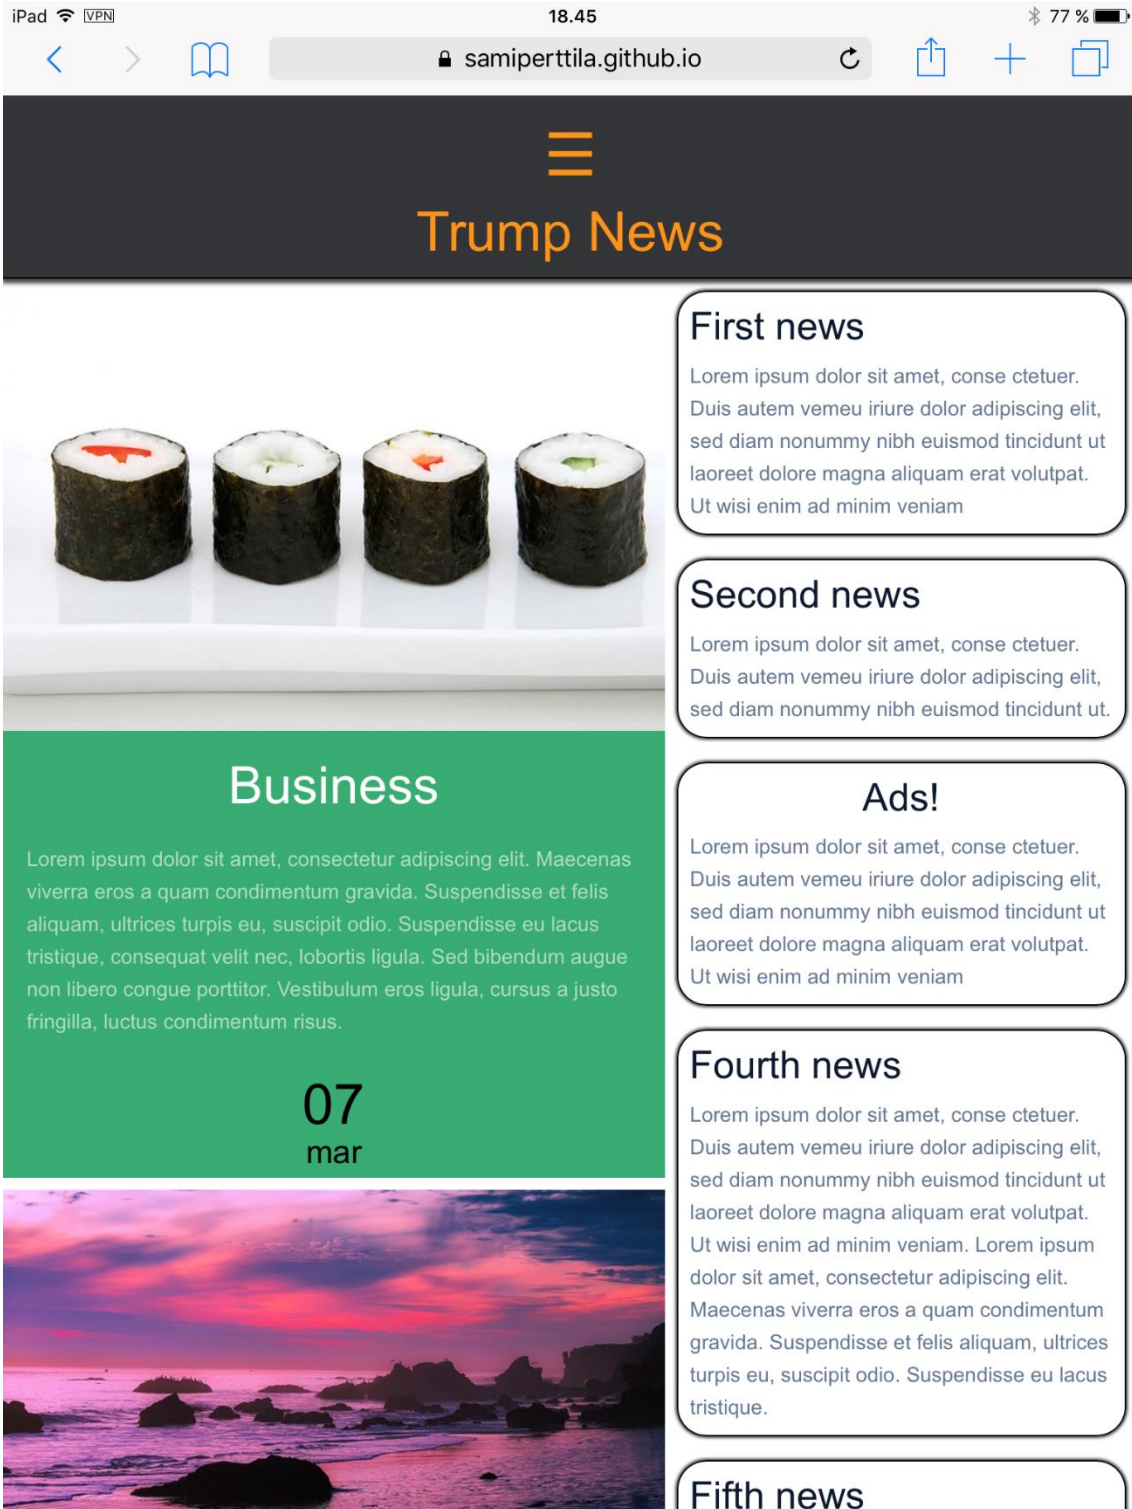 iPad VPN 18.45 77 %
samiperttila.github.io
Trump News
Business
Lorem ipsum dolor sit amet, consectetur adipiscing elit. Maecenas
viverra eros a quam condimentum gravida. Suspendisse et felis
aliquam, ultrices turpis eu, suscipit odio. Suspendisse eu lacus
tristique, consequat velit nec, lobortis ligula. Sed bibendum augue
non libero congue porttitor. Vestibulum eros ligula, cursus a justo
fringilla, luctus condimentum risus.
07
mar
First news
Lorem ipsum dolor sit amet, conse ctetuer.
Duis autem vemeu iriure dolor adipiscing elit,
sed diam nonummy nibh euismod tincidunt ut
laoreet dolore magna aliquam erat volutpat.
Ut wisi enim ad minim veniam
Second news
Lorem ipsum dolor sit amet, conse ctetuer.
Duis autem vemeu iriure dolor adipiscing elit,
sed diam nonummy nibh euismod tincidunt ut.
Ads!
Lorem ipsum dolor sit amet, conse ctetuer.
Duis autem vemeu iriure dolor adipiscing elit,
sed diam nonummy nibh euismod tincidunt ut
laoreet dolore magna aliquam erat volutpat.
Ut wisi enim ad minim veniam
Fourth news
Lorem ipsum dolor sit amet, conse ctetuer.
Duis autem vemeu iriure dolor adipiscing elit,
sed diam nonummy nibh euismod tincidunt ut
laoreet dolore magna aliquam erat volutpat.
Ut wisi enim ad minim veniam. Lorem ipsum
dolor sit amet, consectetur adipiscing elit.
Maecenas viverra eros a quam condimentum
gravida. Suspendisse et felis aliquam, ultrices
turpis eu, suscipit odio. Suspendisse eu lacus
tristique.
Fifth news